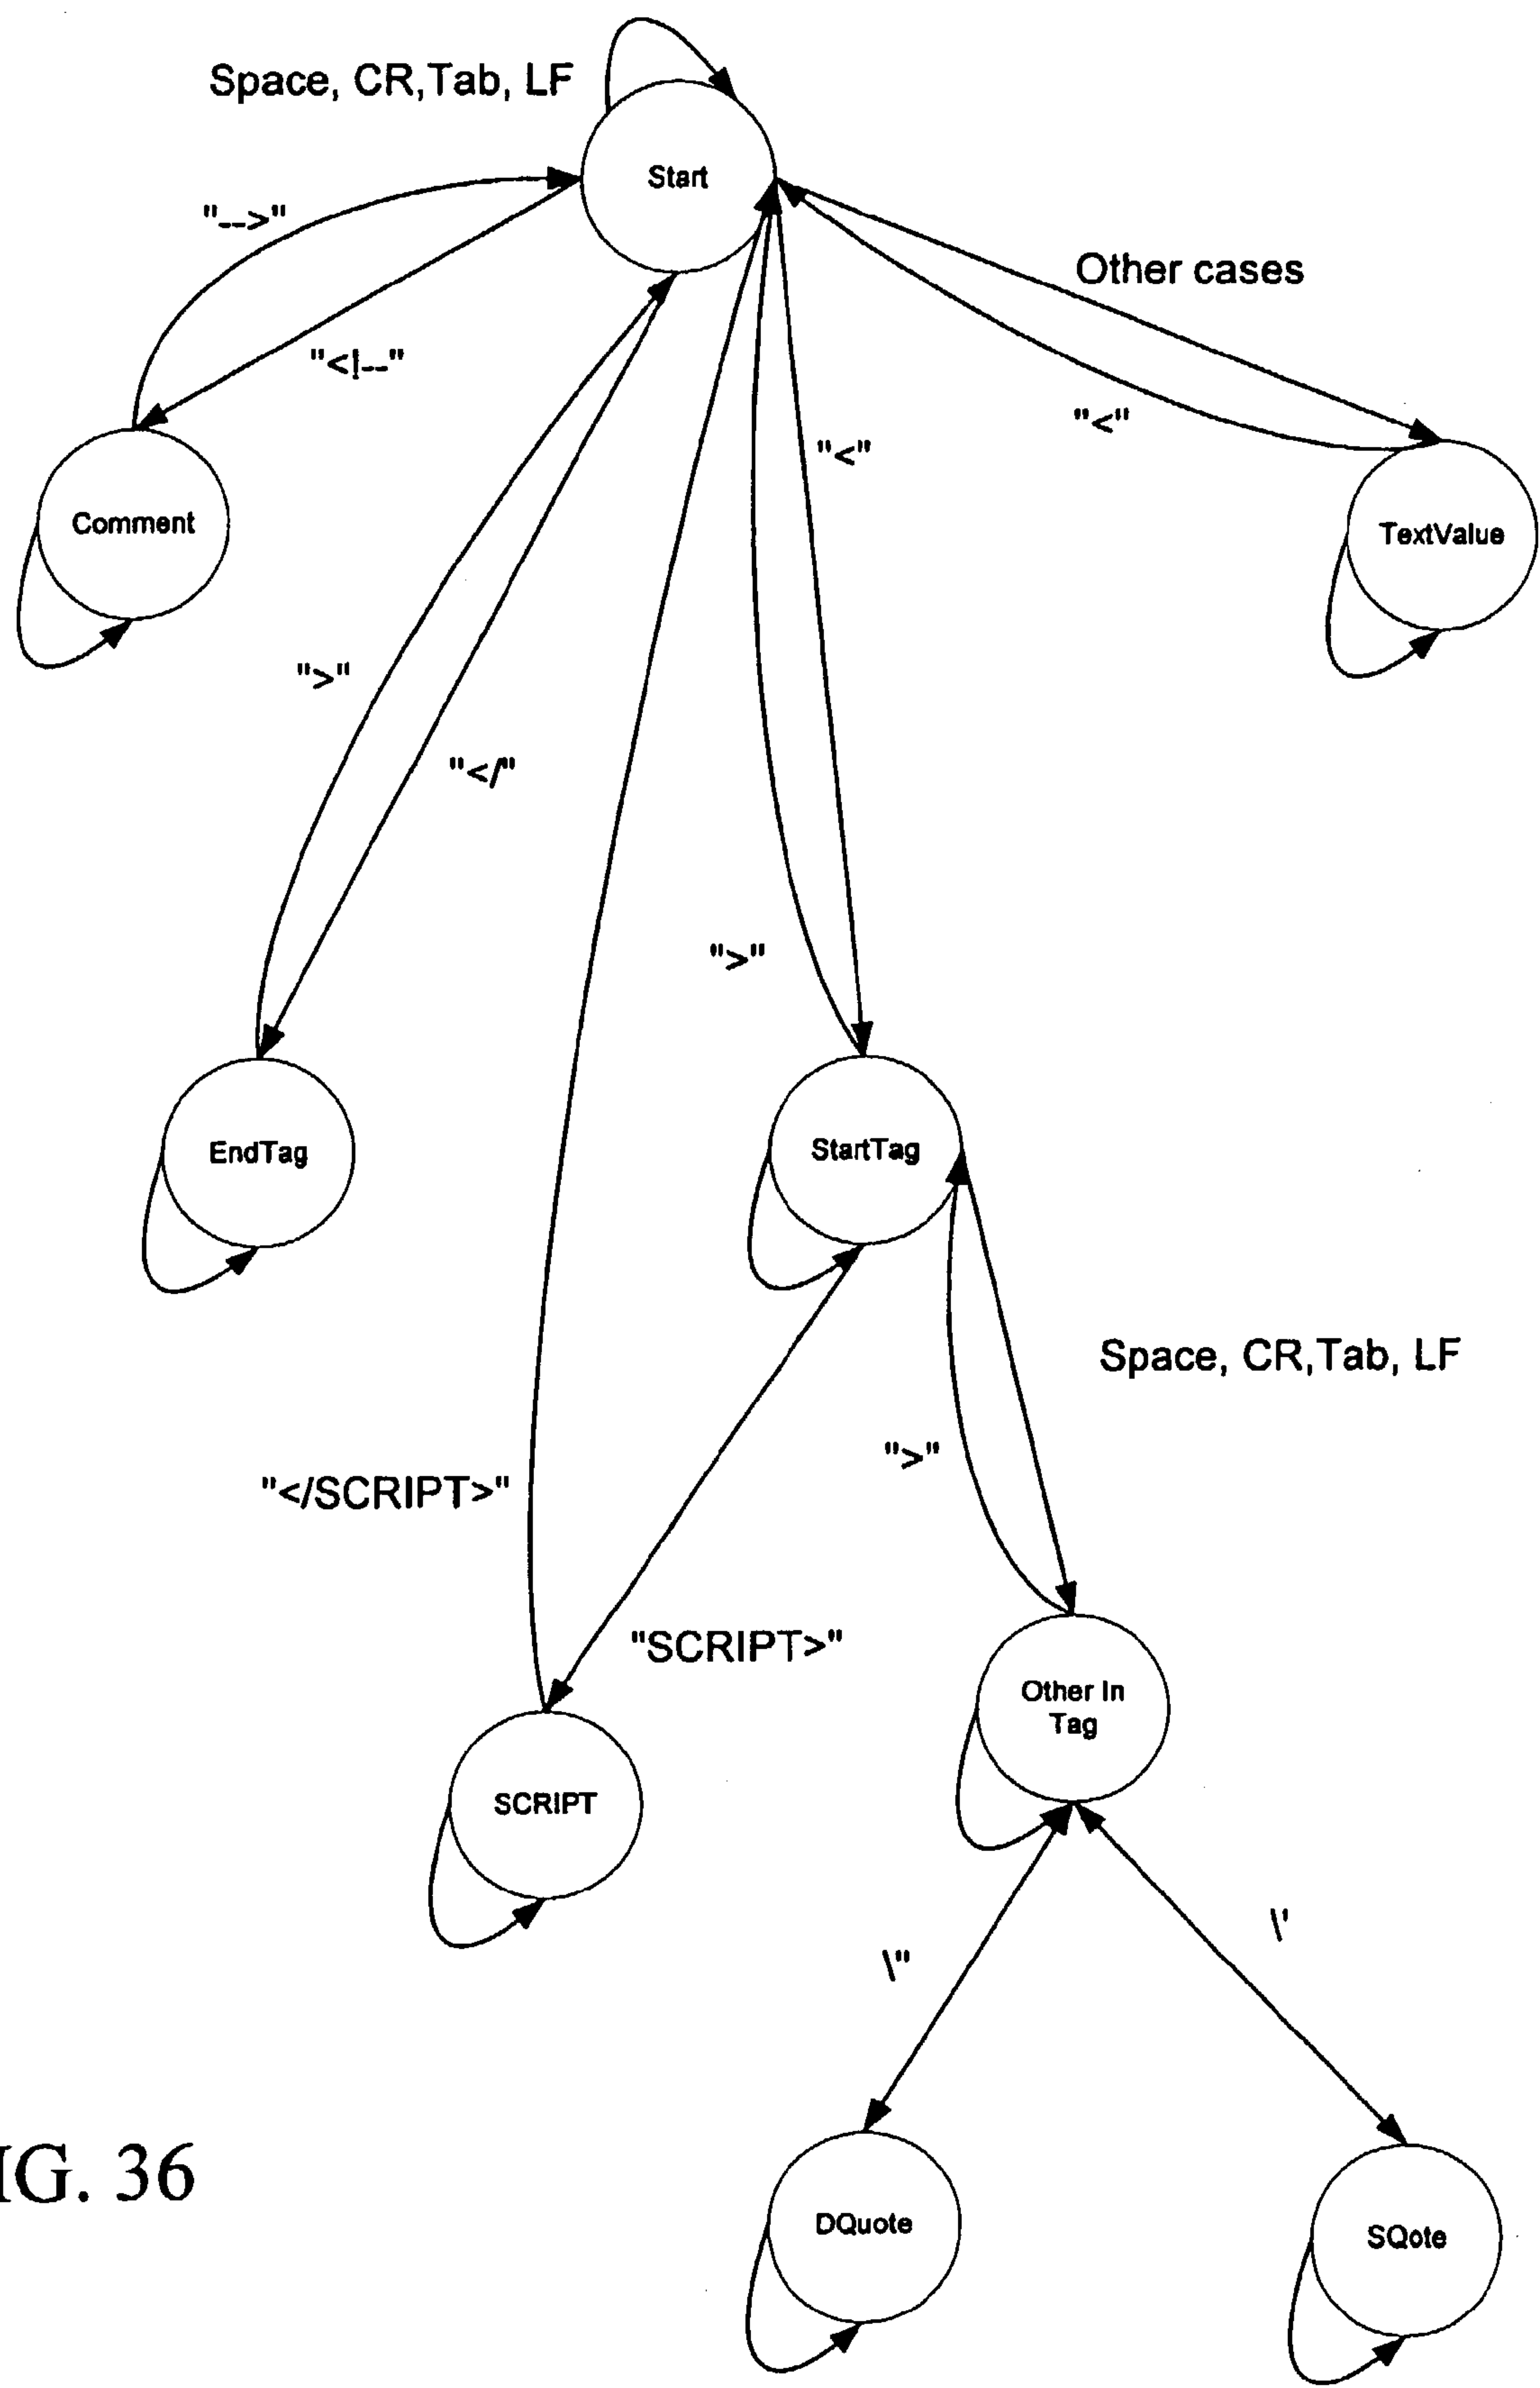 Space, CR,Tab, LF
Start
"-->"
Other cases
"<!--"
"<"
"<"
Comment
TextValue
">"
"</"
">"
EndTag
StartTag
Space, CR,Tab, LF
">"
"</SCRIPT>"
"SCRIPT>"
Other In
Tag
SCRIPT
\'
\"
IG. 36
DQuote
SQote